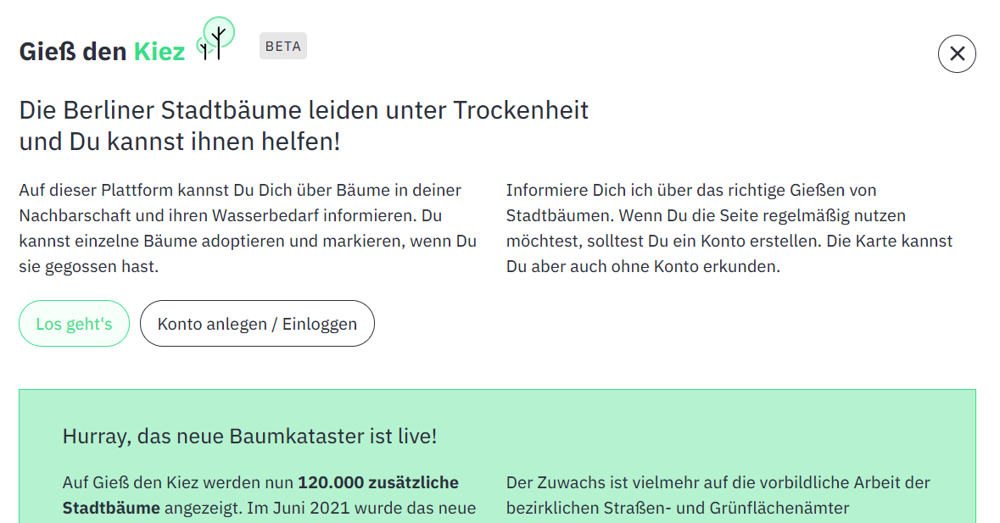 Gieß den Kiez
BETA
Die Berliner Stadtbäume leiden unter Trockenheit
und Du kannst ihnen helfen!
Auf dieser Plattform kannst Du Dich über Bäume in deiner
Nachbarschaft und ihren Wasserbedarf informieren. Du
kannst einzelne Bäume adoptieren und markieren, wenn Du
sie gegossen hast.
Informiere Dich ich über das richtige Gießen von
Stadtbäumen. Wenn Du die Seite regelmäßig nutzen
möchtest, solltest Du ein Konto erstellen. Die Karte kannst
Du aber auch ohne Konto erkunden.
Los geht's
Konto anlegen / Einloggen
Hurray, das neue Baumkataster ist live!
Auf Gieß den Kiez werden nun 120.000 zusätzliche
Stadtbäume angezeigt. Im Juni 2021 wurde das neue
Der Zuwachs ist vielmehr auf die vorbildliche Arbeit der
bezirklichen Straßen- und Grünflächenämter